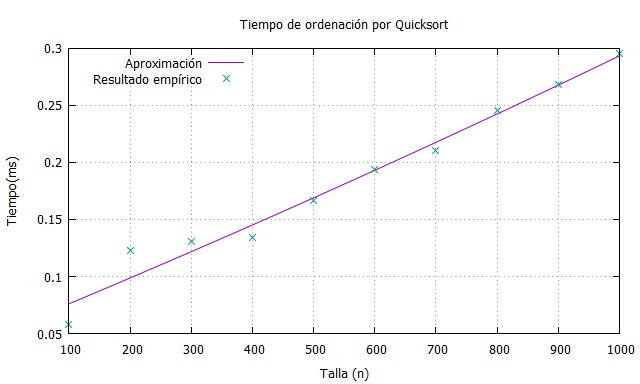 Tiempo de ordenación por Quicksort
Aproximación
Resultado empírico
Tiempo(ms)
0.3
0.25
0.2
0.15
0.1
0.05
100 200 300 400 500 600 700 800 900 1000
Talla (n)